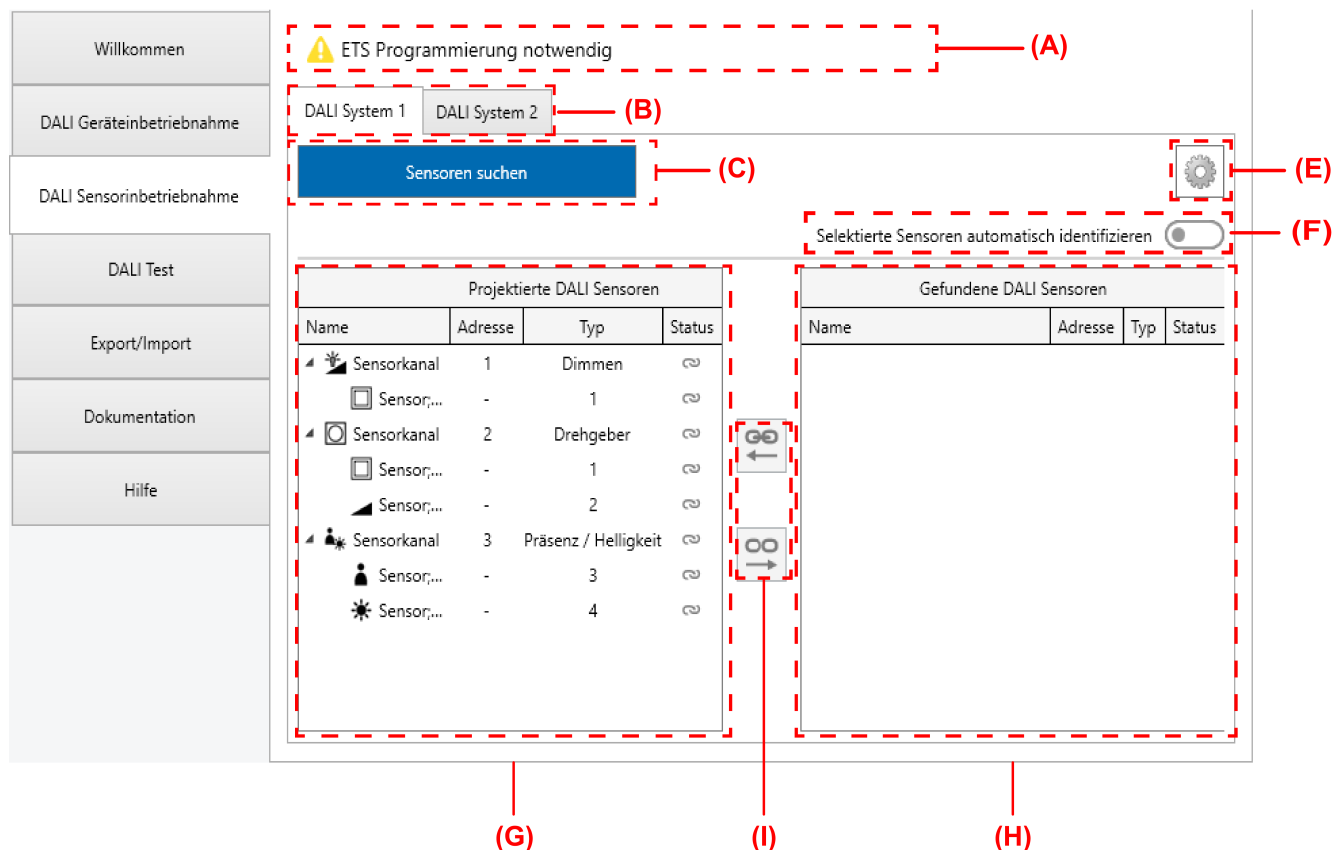 Willkommen
DALI Geräteinbetriebnahme
DALI Sensorinbetriebnahme
DALI Test
Export/Import
Dokumentation
Hilfe
ETS Programmierung notwendig
(A)
DALI System 1 DALI System 2
(B)
Sensoren suchen
(C)
(E)
Selektierte Sensoren automatisch identifizieren
(F)
Projektierte DALI Sensoren
Name Adresse Typ Status
Sensorkanal 1 Dimmen
Sensor;... - 1
Sensorkanal 2 Drehgeber
Sensor;... - 1
Sensor;... - 2
Sensorkanal 3 Präsenz / Helligkeit
Sensor;... - 3
Sensor;... - 4
Gefundene DALI Sensoren
Name Adresse Typ Status
(G)
(I)
(H)